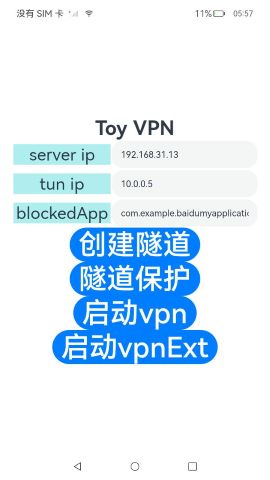 没有 SIM 卡 11% 05:57
Toy VPN
server ip 192.168.31.13
tun ip 10.0.0.5
blockedApp com.example.baidumyapplicatio
创建隧道
隧道保护
启动vpn
启动vpnExt